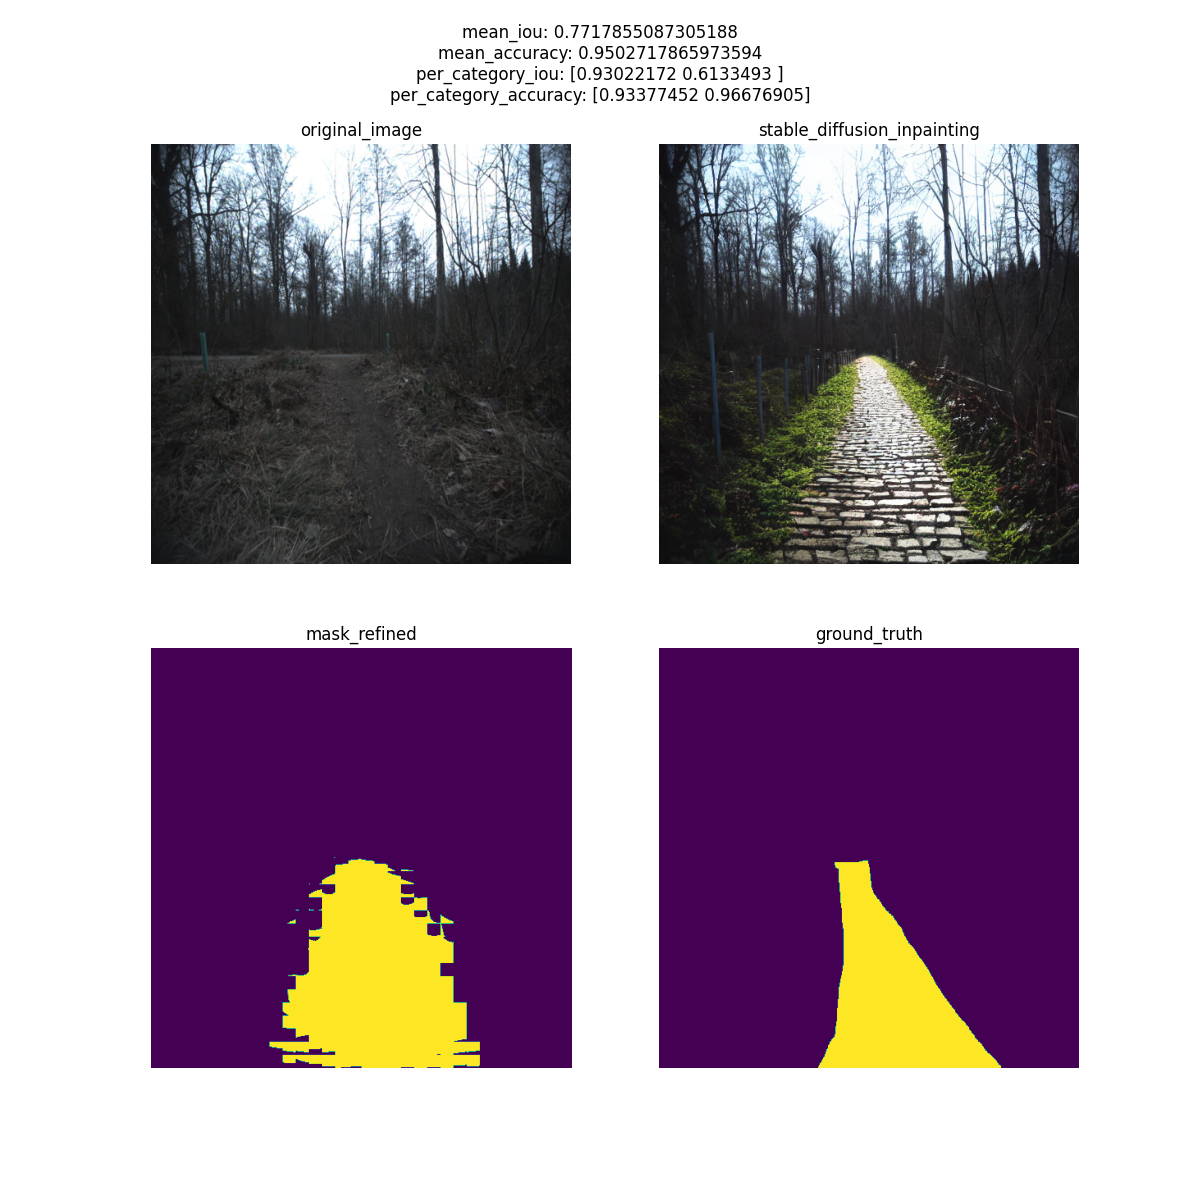 mean_iou: 0.7717855087305188
mean_accuracy: 0.9502717865973594
per_category_iou: [0.93022172 0.6133493 ]
per_category_accuracy: [0.93377452 0.96676905]
original_image
stable_diffusion_inpainting
mask_refined
ground_truth